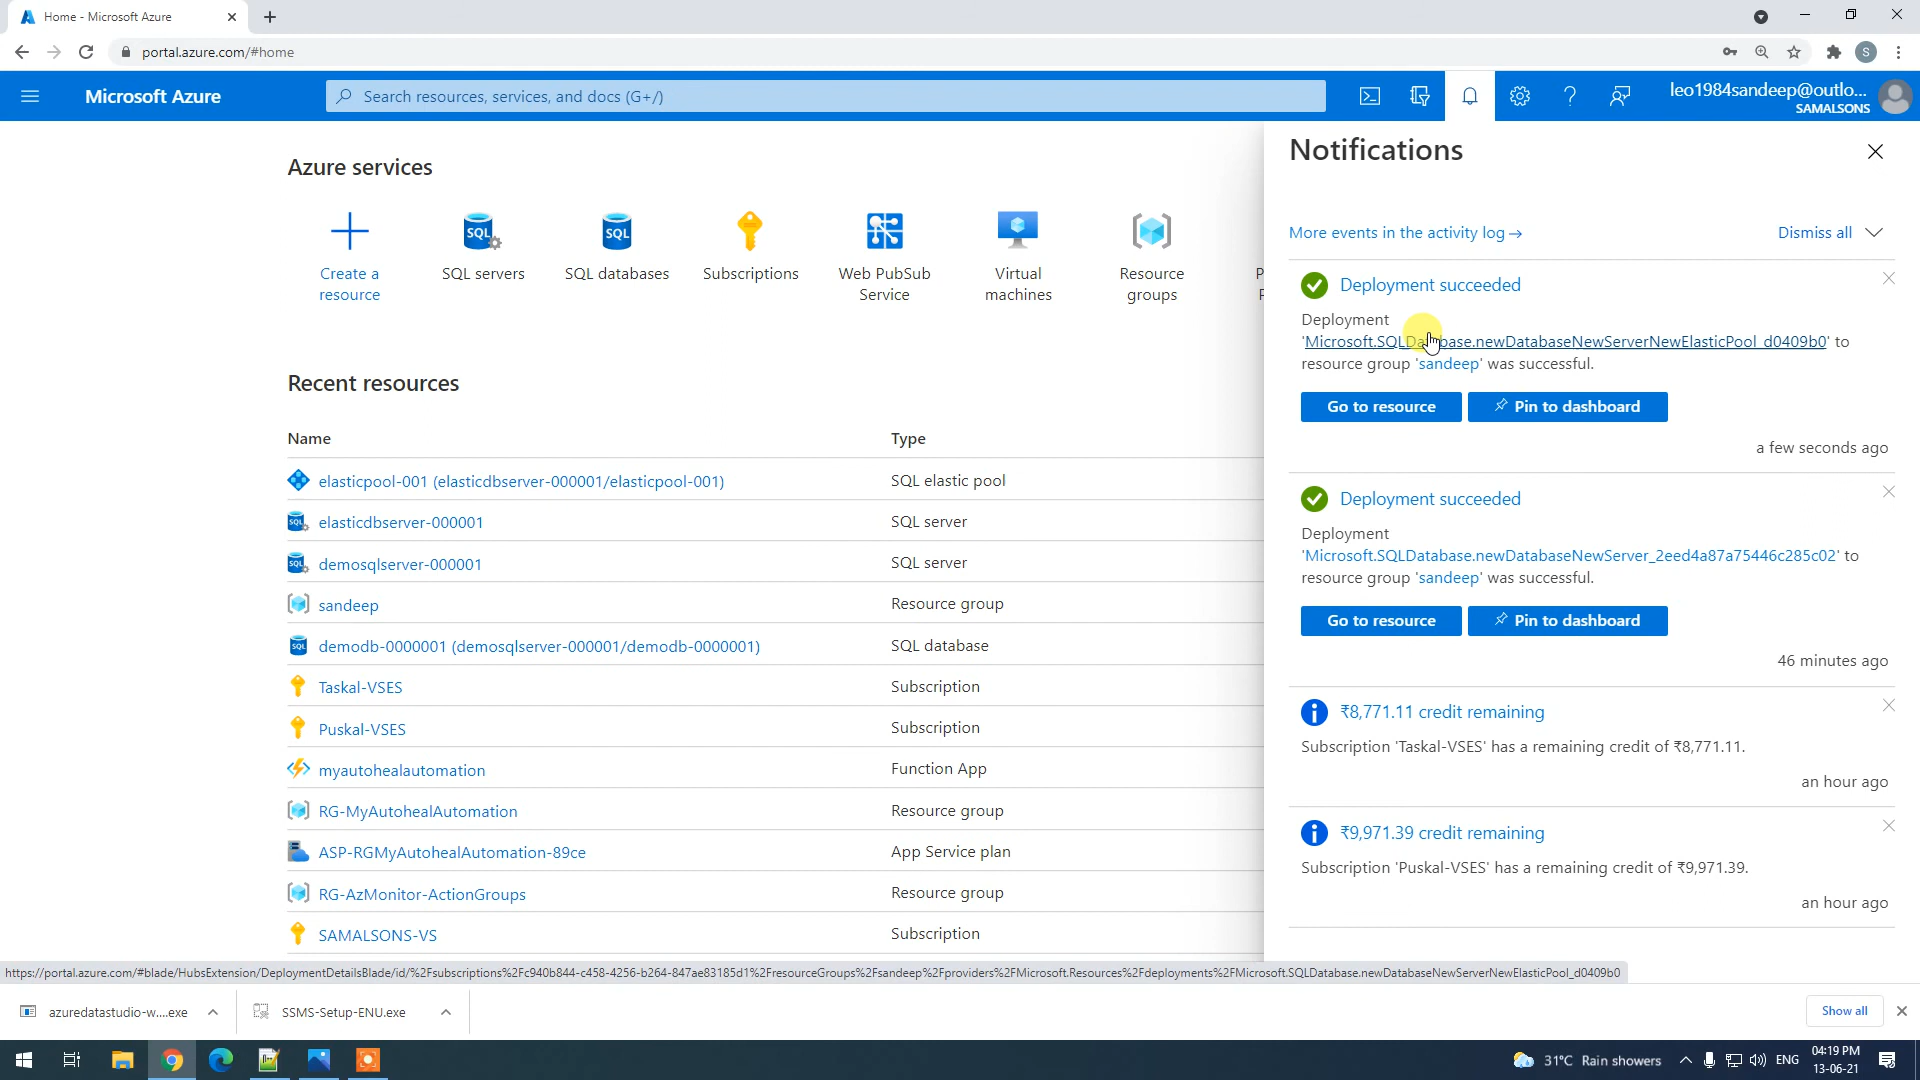 Home - Microsoft Azure
portal.azure.com/#home
S
Microsoft Azure
Search resources, services, and docs (G+/)
leo1984sandeep@outlo...
SAMALSONS
Azure services
Create a
resource
SQL servers
SQL databases
Subscriptions
Web PubSub
Service
Virtual
machines
Resource
groups
Recent resources
Name Type
elasticpool-001 (elasticdbserver-000001/elasticpool-001) SQL elastic pool
elasticdbserver-000001 SQL server
demosqlserver-000001 SQL server
sandeep Resource group
demodb-0000001 (demosqlserver-000001/demodb-0000001) SQL database
Taskal-VSES Subscription
Puskal-VSES Subscription
myautohealautomation Function App
RG-MyAutohealAutomation Resource group
ASP-RGMyAutohealAutomation-89ce App Service plan
RG-AzMonitor-ActionGroups Resource group
SAMALSONS-VS Subscription
Notifications
More events in the activity log →
Dismiss all
Deployment succeeded
Deployment
'Microsoft.SQLDatabase.newDatabaseNewServerNewElasticPool_d0409b0' to
resource group 'sandeep' was successful.
Go to resource
Pin to dashboard
a few seconds ago
Deployment succeeded
Deployment
'Microsoft.SQLDatabase.newDatabaseNewServer_2eed4a87a75446c285c02' to
resource group 'sandeep' was successful.
Go to resource
Pin to dashboard
46 minutes ago
₹8,771.11 credit remaining
Subscription 'Taskal-VSES' has a remaining credit of ₹8,771.11.
an hour ago
₹9,971.39 credit remaining
Subscription 'Puskal-VSES' has a remaining credit of ₹9,971.39.
an hour ago
https://portal.azure.com/#blade/HubsExtension/DeploymentDetailsBlade/id/%2Fsubscriptions%2Fc940b844-c458-4256-b264-847ae83185d1%2FresourceGroups%2Fsandeep%2Fproviders%2FMicrosoft.Resources%2Fdeployments%2FMicrosoft.SQLDatabase.newDatabaseNewServerNewElasticPool_d0409b0
azuredatastudio-w....exe
SSMS-Setup-ENU.exe
Show all
31°C Rain showers
ENG
04:19 PM
13-06-21